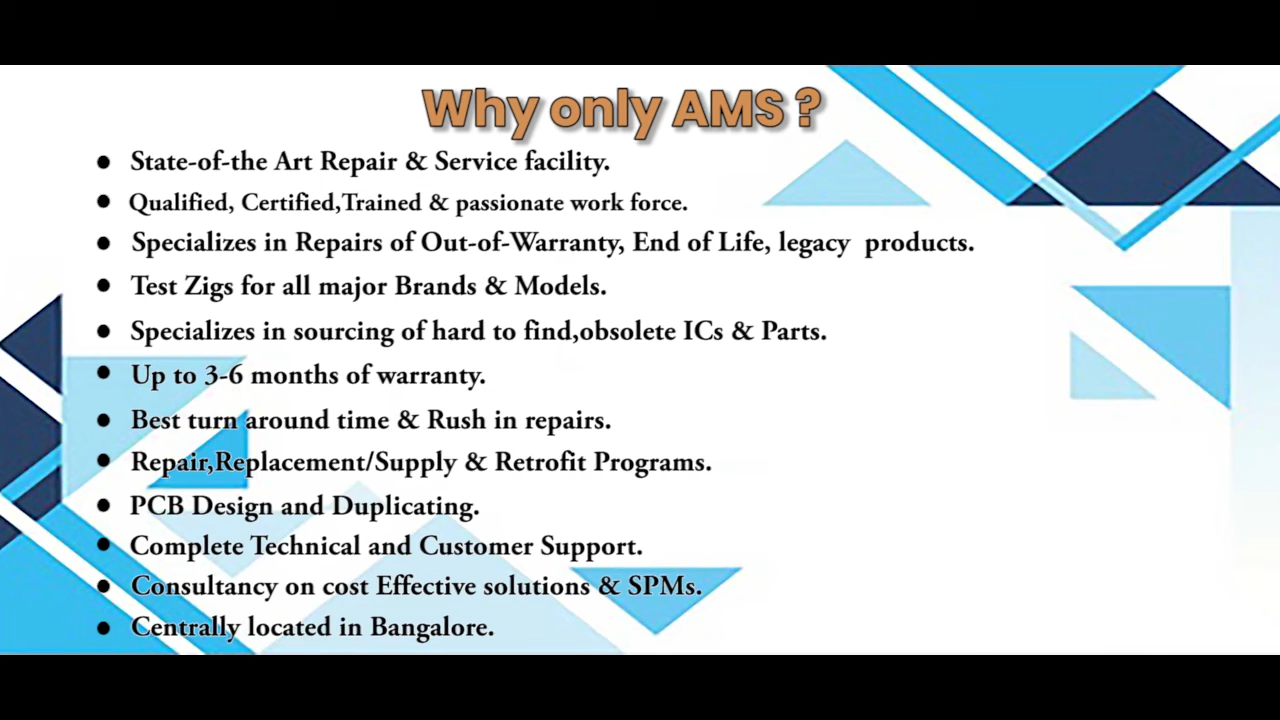 Why only AMS ?
● State-of-the Art Repair & Service facility.
● Qualified, Certified,Trained & passionate work force.
● Specializes in Repairs of Out-of-Warranty, End of Life, legacy  products.
● Test Zigs for all major Brands & Models.
● Specializes in sourcing of hard to find,obsolete ICs & Parts.
● Up to 3-6 months of warranty.
● Best turn around time & Rush in repairs.
● Repair,Replacement/Supply & Retrofit Programs.
● PCB Design and Duplicating.
● Complete Technical and Customer Support.
● Consultancy on cost Effective solutions & SPMs.
● Centrally located in Bangalore.